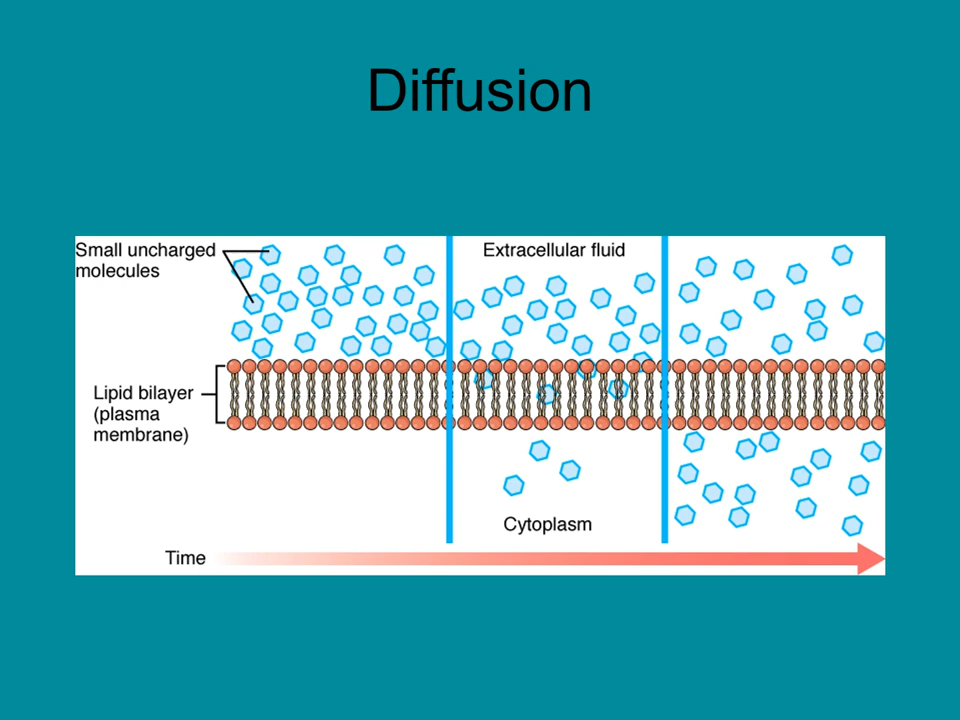 Diffusion
Small uncharged
molecules
Extracellular fluid
Lipid bilayer
(plasma
membrane)
Cytoplasm
Time